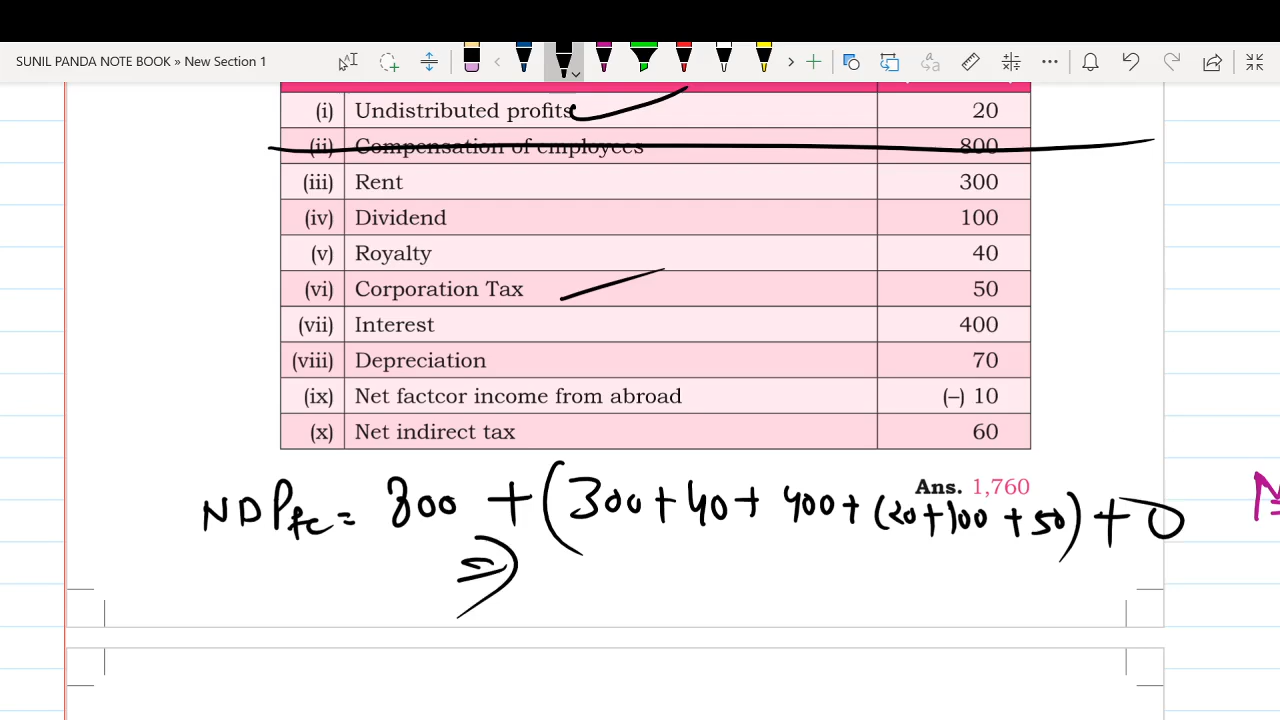 SUNIL PANDA NOTE BOOK » New Section 1
(i) Undistributed profits 20
(ii) Compensation of employees 800
(iii) Rent 300
(iv) Dividend 100
(v) Royalty 40
(vi) Corporation Tax 50
(vii) Interest 400
(viii) Depreciation 70
(ix) Net factcor income from abroad (–) 10
(x) Net indirect tax 60
Ans. 1,760
NDPfc = 800 + (300 + 40 + 400 + (20 + 100 + 50) + 0
⇒